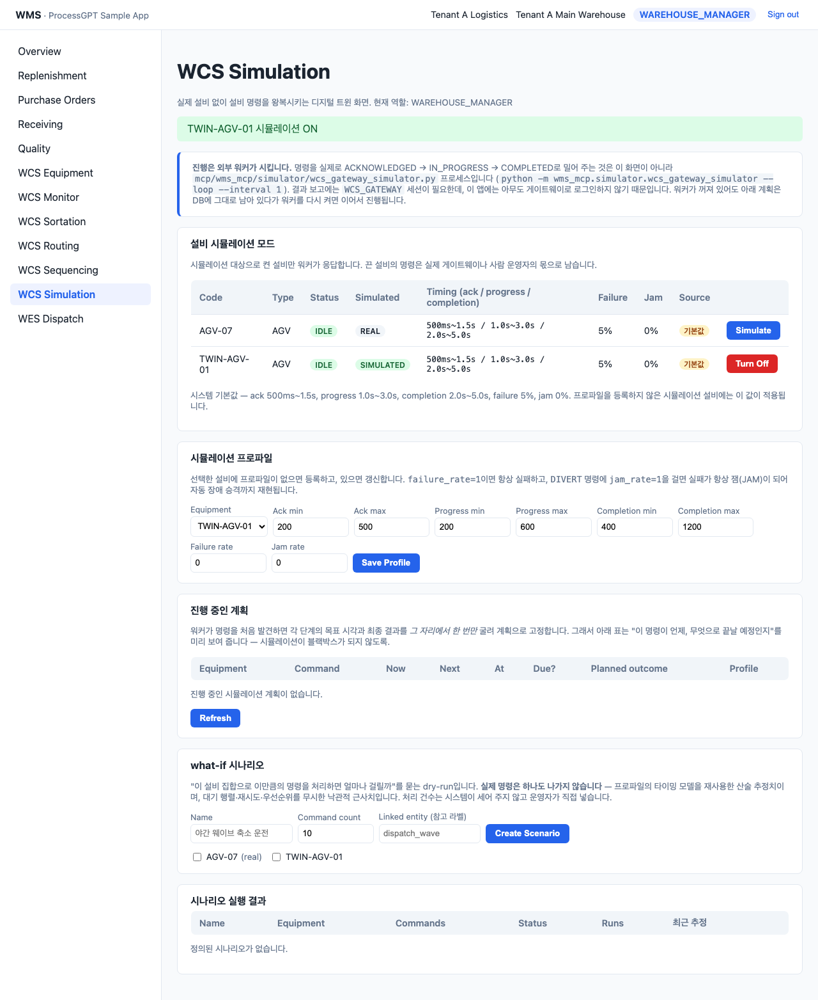 WMS · ProcessGPT Sample App
Tenant A Logistics Tenant A Main Warehouse WAREHOUSE_MANAGER Sign out
Overview
Replenishment
Purchase Orders
Receiving
Quality
WCS Equipment
WCS Monitor
WCS Sortation
WCS Routing
WCS Sequencing
WCS Simulation
WES Dispatch
WCS Simulation
실제 설비 없이 설비 명령을 왕복시키는 디지털 트윈 화면. 현재 역할: WAREHOUSE_MANAGER
TWIN-AGV-01 시뮬레이션 ON
진행은 외부 워커가 시킵니다. 명령을 실제로 ACKNOWLEDGED → IN_PROGRESS → COMPLETED로 밀어 주는 것은 이 화면이 아니라
mcp/wms_mcp/simulator/wcs_gateway_simulator.py 프로세스입니다 ( python -m wms_mcp.simulator.wcs_gateway_simulator --
loop --interval 1 ). 결과 보고에는 WCS_GATEWAY 세션이 필요한데, 이 앱에는 아무도 게이트웨이로 로그인하지 않기 때문입니다. 워커가 꺼져 있어도 아래 계획은
DB에 그대로 남아 있다가 워커를 다시 켜면 이어서 진행됩니다.
설비 시뮬레이션 모드
시뮬레이션 대상으로 켠 설비만 워커가 응답합니다. 끈 설비의 명령은 실제 게이트웨이나 사람 운영자의 몫으로 남습니다.
Code Type Status Simulated Timing (ack / progress /
completion) Failure Jam Source
AGV-07 AGV IDLE REAL 500ms~1.5s / 1.0s~3.0s /
2.0s~5.0s 5% 0% 기본값 Simulate
TWIN-AGV-
01 AGV IDLE SIMULATED 500ms~1.5s / 1.0s~3.0s /
2.0s~5.0s 5% 0% 기본값 Turn Off
시스템 기본값 — ack 500ms~1.5s, progress 1.0s~3.0s, completion 2.0s~5.0s, failure 5%, jam 0%. 프로파일을 등록하지 않은 시뮬레이션 설비에는 이 값이 적용됩
니다.
시뮬레이션 프로파일
선택한 설비에 프로파일이 없으면 등록하고, 있으면 갱신합니다. failure_rate=1이면 항상 실패하고, DIVERT 명령에 jam_rate=1을 걸면 실패가 항상 잼(JAM)이 되어
자동 장애 승격까지 재현됩니다.
Equipment Ack min Ack max Progress min Progress max Completion min Completion max
TWIN-AGV-01 200 500 200 600 400 1200
Failure rate Jam rate
0 0 Save Profile
진행 중인 계획
워커가 명령을 처음 발견하면 각 단계의 목표 시각과 최종 결과를 그 자리에서 한 번만 굴려 계획으로 고정합니다. 그래서 아래 표는 "이 명령이 언제, 무엇으로 끝날 예정인지"를
미리 보여 줍니다 — 시뮬레이션이 블랙박스가 되지 않도록.
Equipment Command Now Next At Due? Planned outcome Profile
진행 중인 시뮬레이션 계획이 없습니다.
Refresh
what-if 시나리오
"이 설비 집합으로 이만큼의 명령을 처리하면 얼마나 걸릴까"를 묻는 dry-run입니다. 실제 명령은 하나도 나가지 않습니다 — 프로파일의 타이밍 모델을 재사용한 산술 추정치이
며, 대기 행렬·재시도·우선순위를 무시한 낙관적 근사치입니다. 처리 건수는 시스템이 세어 주지 않고 운영자가 직접 넣습니다.
Name Command count Linked entity (참고 라벨)
야간 웨이브 축소 운전 10 dispatch_wave Create Scenario
AGV-07 (real) TWIN-AGV-01
시나리오 실행 결과
Name Equipment Commands Status Runs 최근 추정
정의된 시나리오가 없습니다.